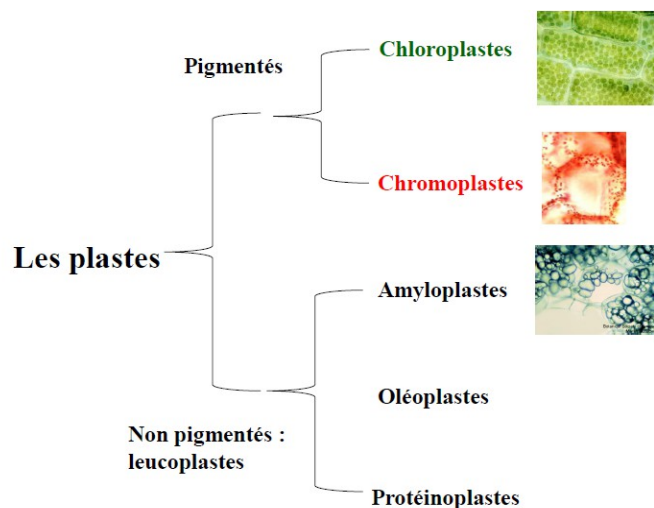 Pigmentés
Chloroplastes
Chromoplastes
Les plastes
Amyloplastes
Oléoplastes
Non pigmentés :
leucoplastes
Protéinoplastes